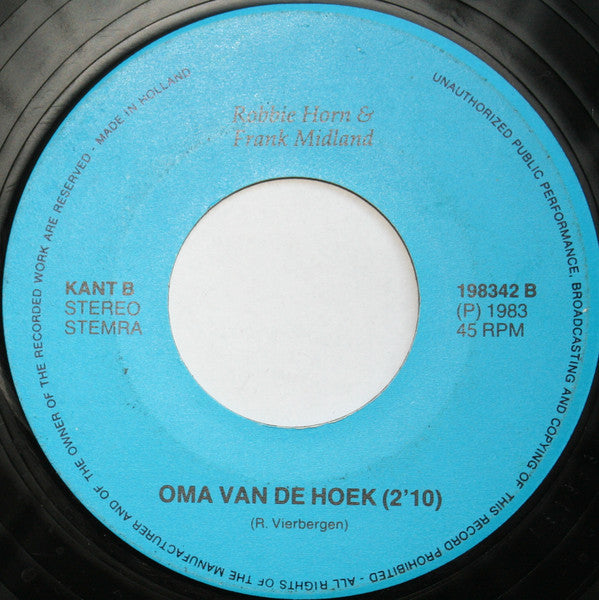 Robbie Horn &
Frank Midland
KANT B
STEREO
STEMRA
198342 B
(P) 1983
45 RPM
OMA VAN DE HOEK (2'10)
(R. Vierbergen)
UNAUTHORIZED PUBLIC PERFORMANCE, BROADCASTING AND COPYING OF THIS RECORD PROHIBITED - ALL RIGHTS OF THE MANUFACTURER AND OF THE OWNER OF THE RECORDED WORK ARE RESERVED - MADE IN HOLLAND